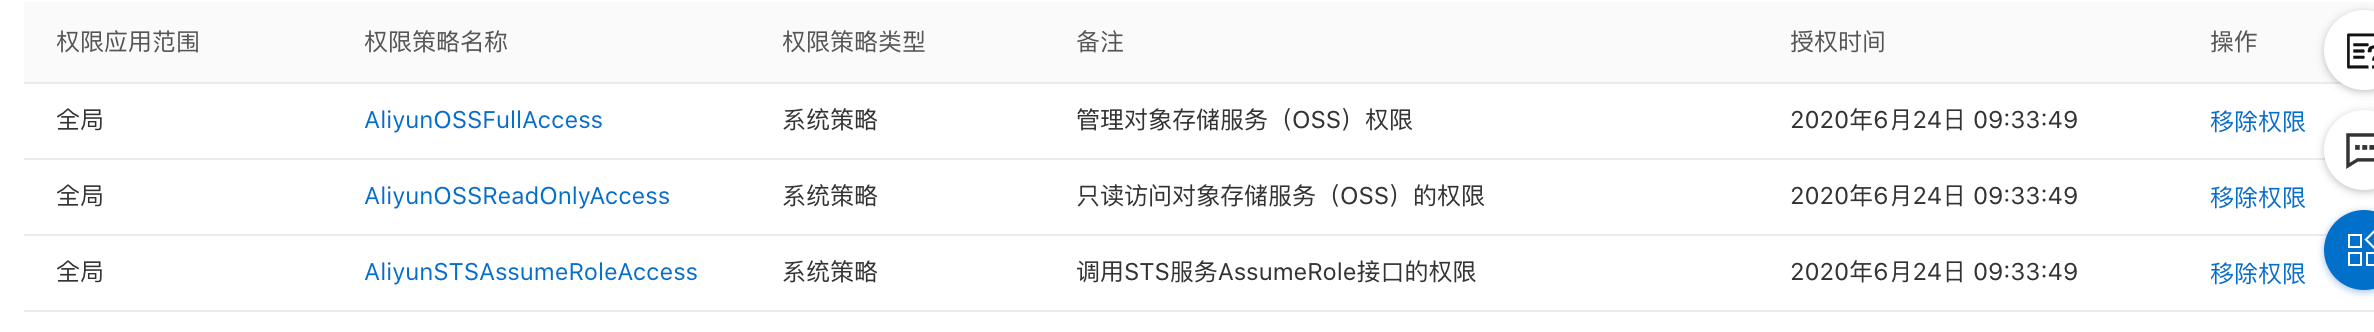 权限应用范围 权限策略名称 权限策略类型 备注 授权时间 操作
全局 AliyunOSSFullAccess 系统策略 管理对象存储服务（OSS）权限 2020年6月24日 09:33:49 移除权限
全局 AliyunOSSReadOnlyAccess 系统策略 只读访问对象存储服务（OSS）的权限 2020年6月24日 09:33:49 移除权限
全局 AliyunSTSAssumeRoleAccess 系统策略 调用STS服务AssumeRole接口的权限 2020年6月24日 09:33:49 移除权限